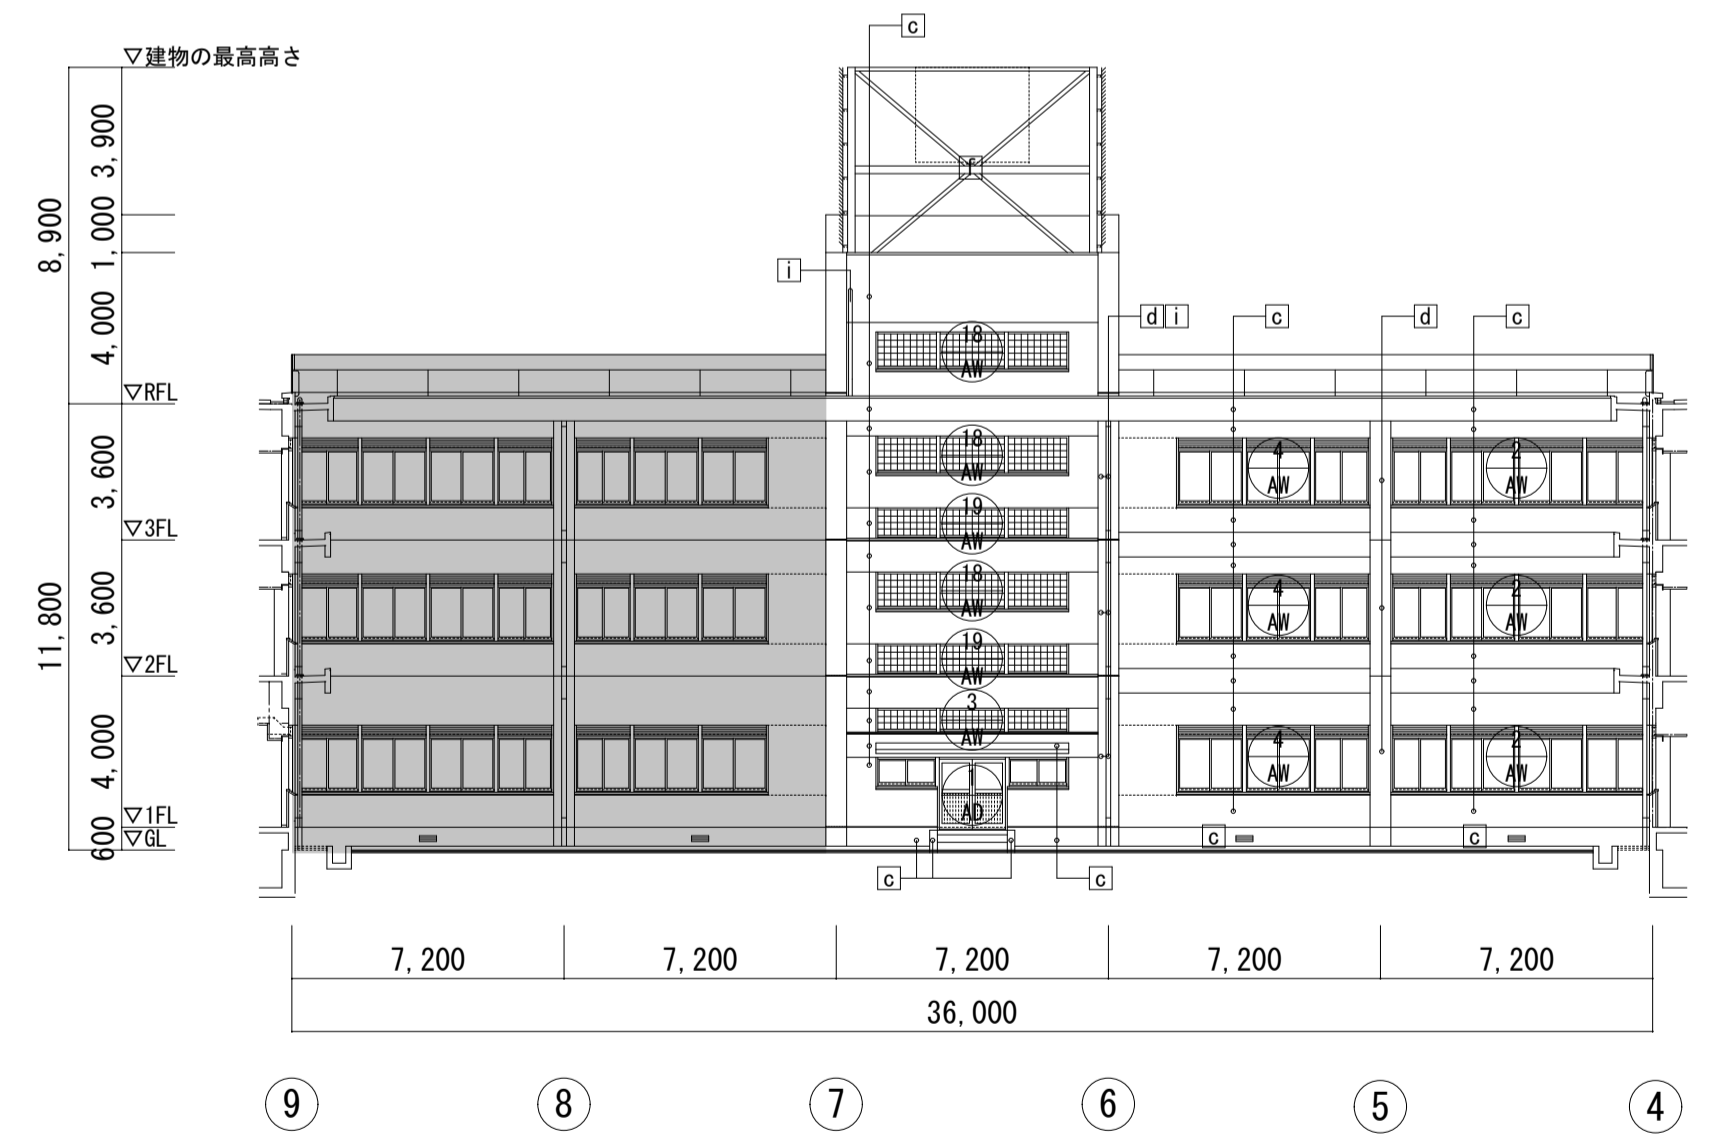 c
▽建物の最高高さ
3,900
8,900
1,000
i
4,000
d i
c
d
c
f
18
AW
▽RFL
18
AW
4
AW
2
AW
3,600
19
AW
▽3FL
18
AW
4
AW
2
AW
11,800
3,600
19
AW
▽2FL
3
AW
4
AW
2
AW
4,000
1
AD
▽1FL
600
▽GL
c
c
c
c
7,200
7,200
7,200
7,200
7,200
36,000
9
8
7
6
5
4